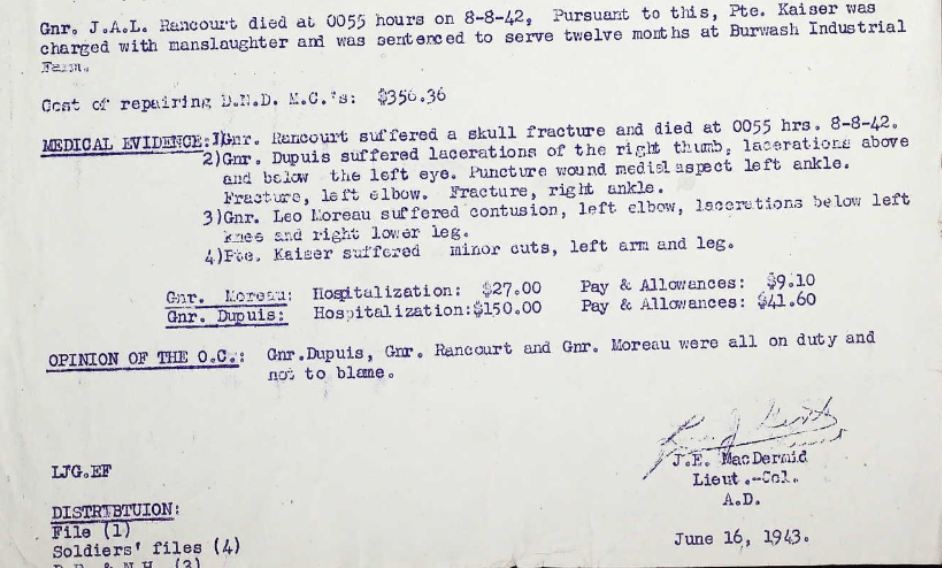 Gnr. J.A.L. Rancourt died at 0055 hours on 8-8-42, Pursuant to this, Pte. Kaiser was
charged with manslaughter and was sentenced to serve twelve months at Burwash Industrial
Farm.
Cost of repairing D.N.D. M.C.'s: $356.36
MEDICAL EVIDENCE: 1)Gnr. Rancourt suffered a skull fracture and died at 0055 hrs. 8-8-42.
2)Gnr. Dupuis suffered lacerations of the right thumb, lacerations above
and below the left eye. Puncture wound medial aspect left ankle.
Fracture, left elbow. Fracture, right ankle.
3)Gnr. Leo Moreau suffered contusion, left elbow, lacerations below left
knee and right lower leg.
4)Pte. Kaiser suffered minor cuts, left arm and leg.
Gnr. Moreau: Hospitalization: $27.00 Pay & Allowances: $9.10
Gnr. Dupuis: Hospitalization:$150.00 Pay & Allowances: $41.60
OPINION OF THE O.C.: Gnr.Dupuis, Gnr. Rancourt and Gnr. Moreau were all on duty and
not to blame.
J.E. MacDermid
Lieut.-Col.
A.D.
LJG.EF
DISTRIBTUION:
File (1)
Soldiers' files (4)
June 16, 1943.